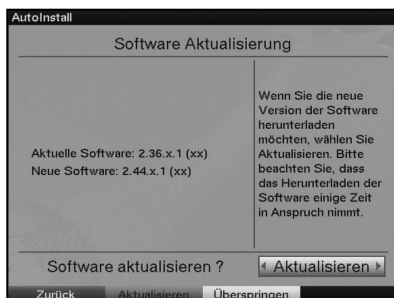 AutoInstall
Software Aktualisierung
Aktuelle Software: 2.36.x.1 (xx)
Neue Software: 2.44.x.1 (xx)
Wenn Sie die neue
Version der Software
herunterladen
möchten, wählen Sie
Aktualisieren. Bitte
beachten Sie, dass
das Herunterladen der
Software einige Zeit
in Anspruch nimmt.
Software aktualisieren ? Aktualisieren
Zurück Aktualisieren Überspringen